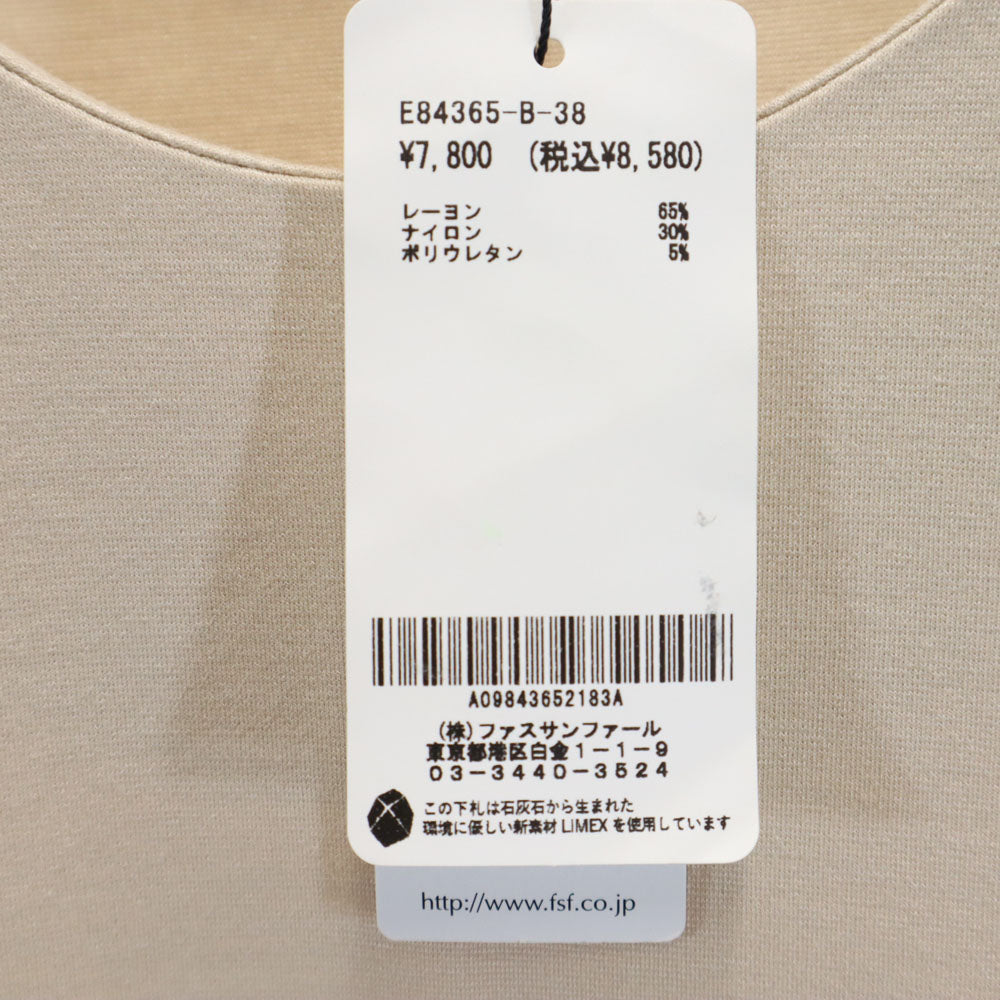 E84365-B-38
¥7,800 (税込¥8,580)
レーヨン 65%
ナイロン 30%
ポリウレタン 5%
A09843652183A
(株)ファスサンファール
東京都港区白金1-1-9
03-3440-3524
この下札は石灰石から生まれた
環境に優しい新素材 LIMEX を使用しています
http://www.fsf.co.jp